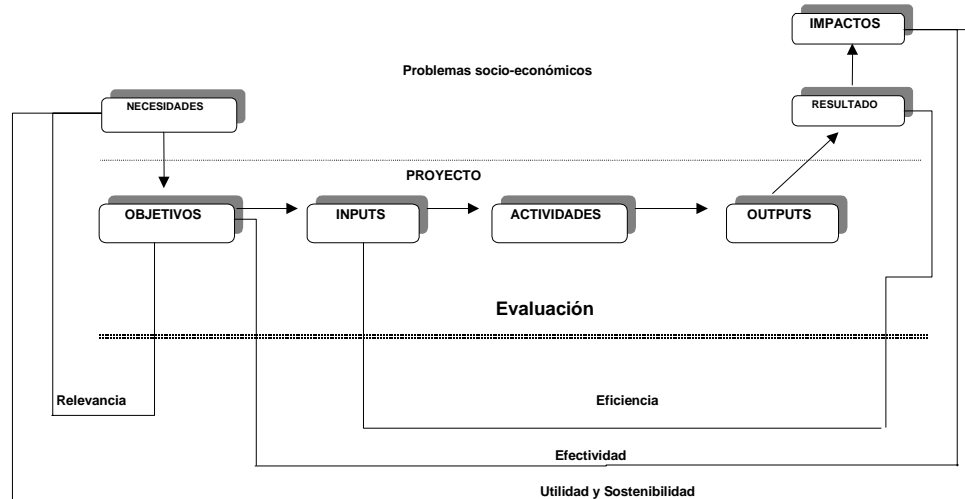 IMPACTOS
Problemas socio-económicos
NECESIDADES
RESULTADO
PROYECTO
OBJETIVOS
INPUTS
ACTIVIDADES
OUTPUTS
Evaluación
Relevancia
Eficiencia
Efectividad
Utilidad y Sostenibilidad